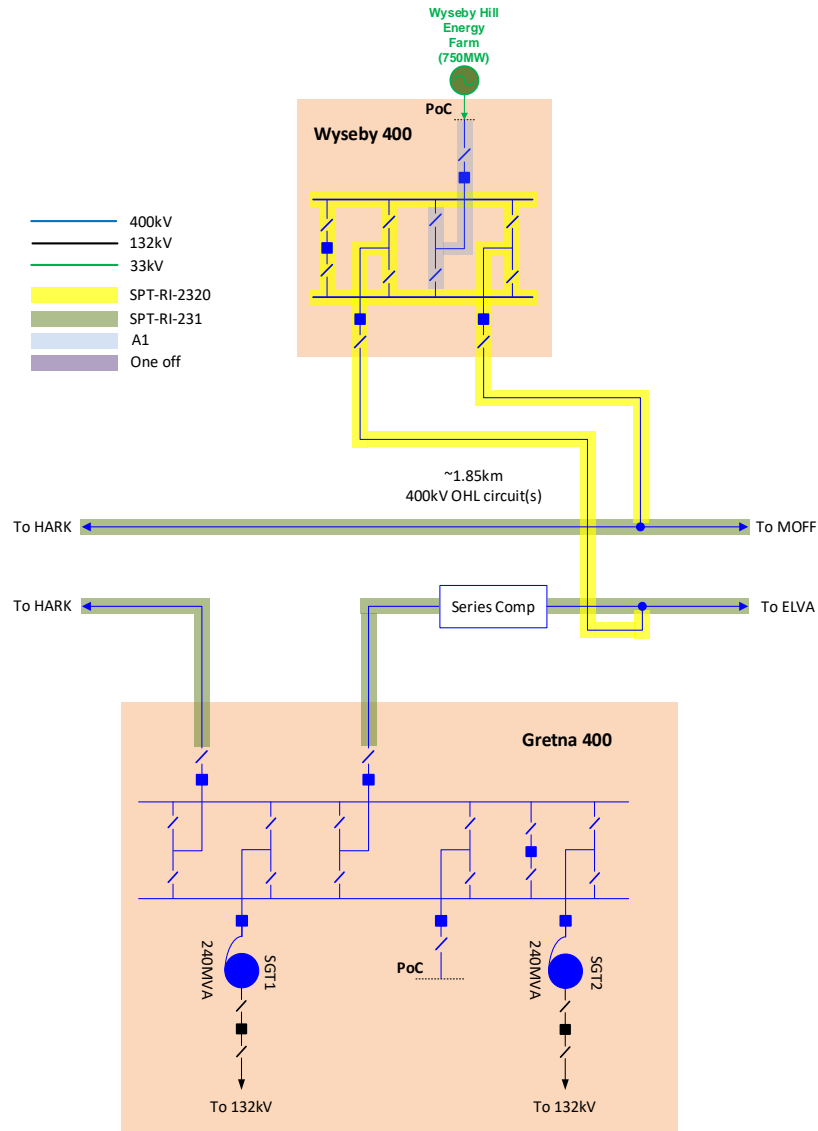 Wyseby Hill
Energy
Farm
(750MW)
PoC
Wyseby 400
400kV
132kV
33kV
SPT-RI-2320
SPT-RI-231
A1
One off
~1.85km
400kV OHL circuit(s)
To HARK
To MOFF
To HARK
Series Comp
To ELVA
Gretna 400
SGT1
240MVA
PoC
SGT2
240MVA
To 132kV
To 132kV